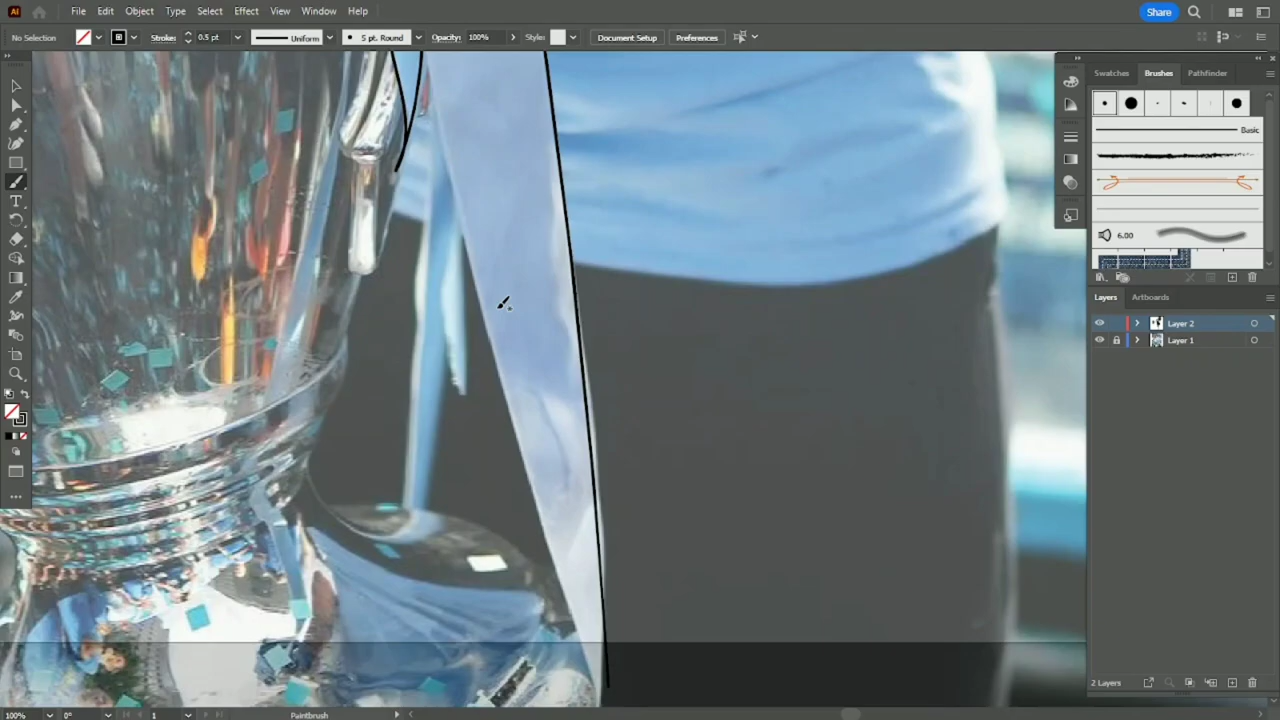 Ai File Edit Object Type Select Effect View Window Help Share
No Selection Stroke: 0.5 pt Uniform 5 pt. Round Opacity: 100% Style: Document Setup Preferences
Swatches Brushes Pathfinder
Basic
6.00
Layers Artboards
Layer 2
Layer 1
2 Layers
100% 0° 1 Paintbrush